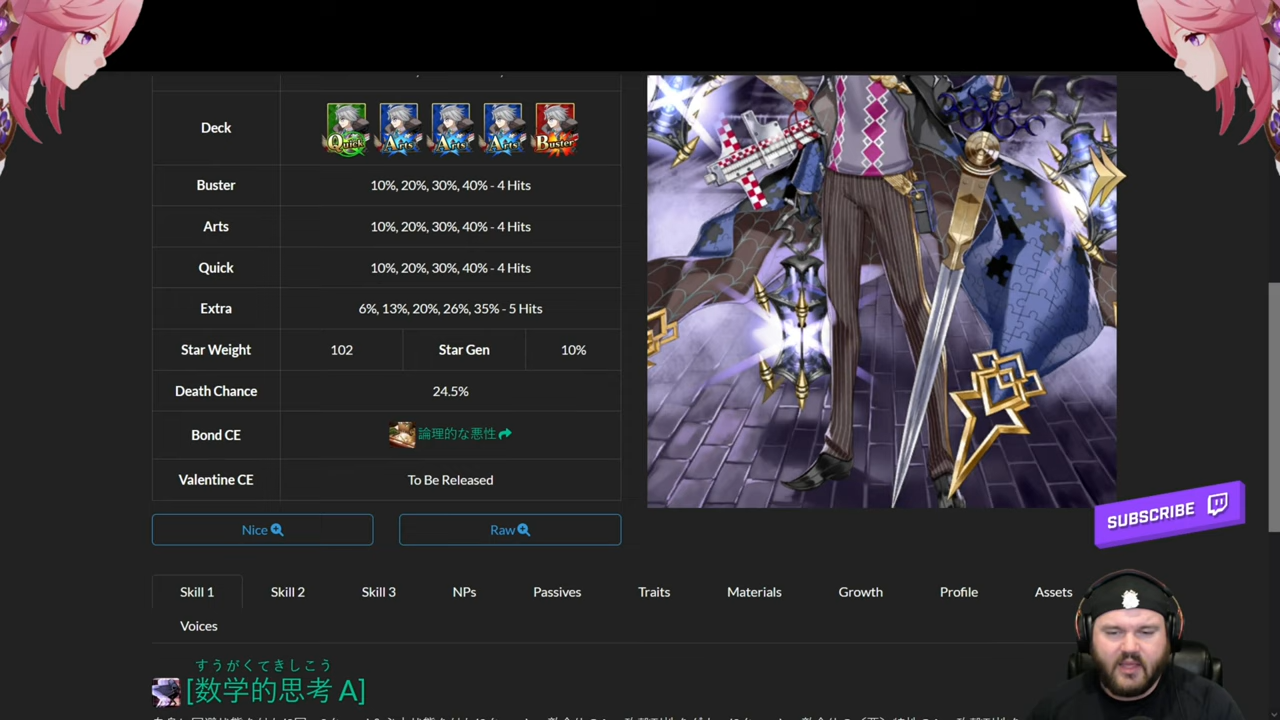 Deck
Quick Arts Arts Arts Buster
Buster 10%, 20%, 30%, 40% - 4 Hits
Arts 10%, 20%, 30%, 40% - 4 Hits
Quick 10%, 20%, 30%, 40% - 4 Hits
Extra 6%, 13%, 20%, 26%, 35% - 5 Hits
Star Weight 102 Star Gen 10%
Death Chance 24.5%
Bond CE 論理的な悪性
Valentine CE To Be Released
Nice Raw
SUBSCRIBE
Skill 1 Skill 2 Skill 3 NPs Passives Traits Materials Growth Profile Assets
Voices
すうがくてきしこう
[数学的思考 A]